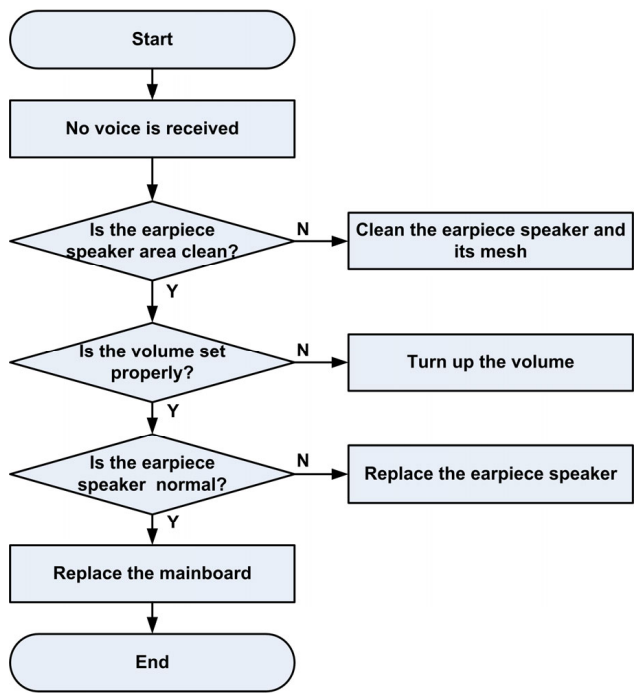 Start
No voice is received
Is the earpiece
speaker area clean?
N
Clean the earpiece speaker and
its mesh
Y
Is the volume set
properly?
N
Turn up the volume
Y
Is the earpiece
speaker normal?
N
Replace the earpiece speaker
Y
Replace the mainboard
End